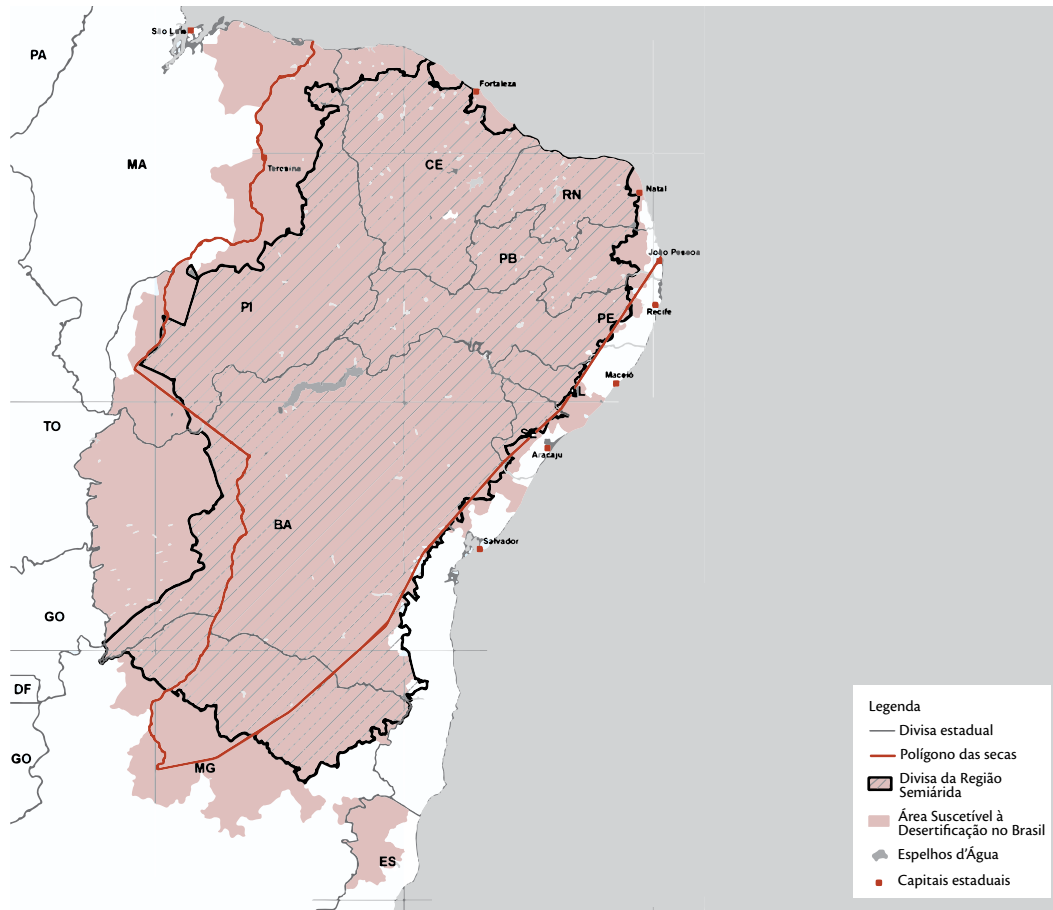 São Luís
PA
Fortaleza
MA
Teresina
CE
RN
Natal
PB
João Pessoa
PI
PE
Recife
Maceió
AL
TO
SE
Aracaju
BA
Salvador
GO
DF
GO
MG
ES
Legenda
Divisa estadual
Polígono das secas
Divisa da Região
Semiárida
Área Suscetível à
Desertificação no Brasil
Espelhos d'Água
Capitais estaduais